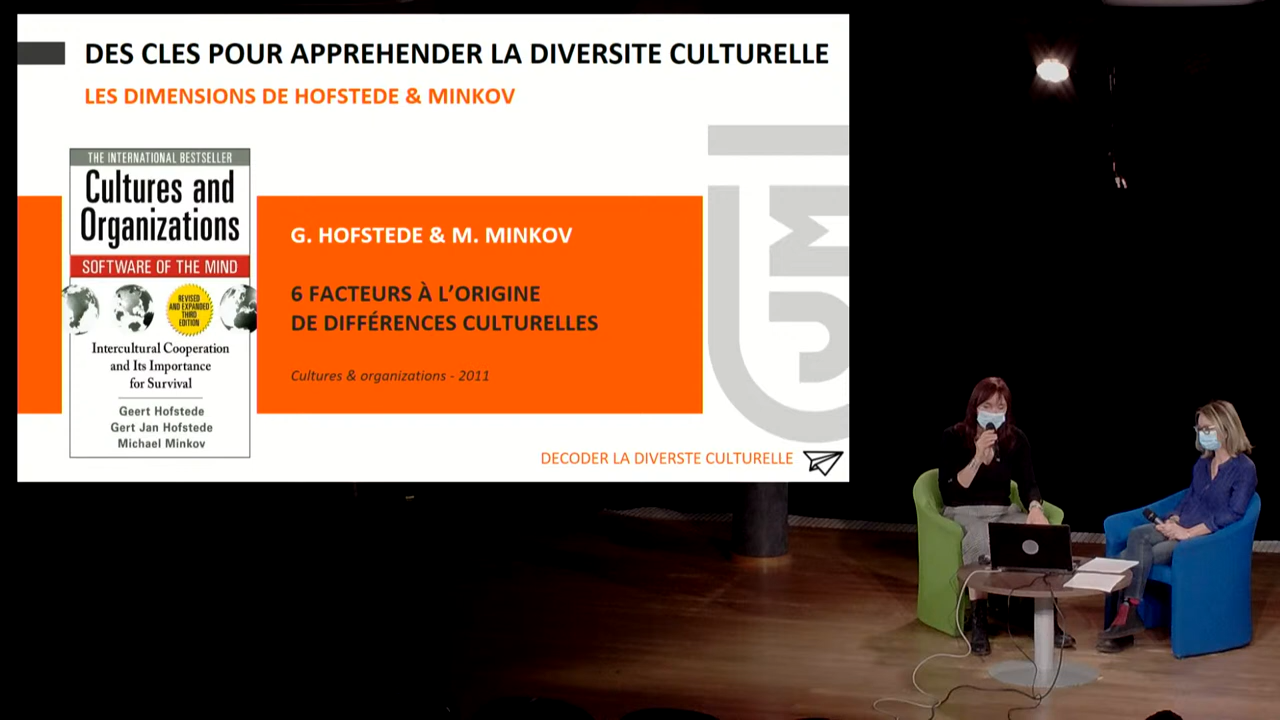 DES CLES POUR APPREHENDER LA DIVERSITE CULTURELLE
LES DIMENSIONS DE HOFSTEDE & MINKOV
THE INTERNATIONAL BESTSELLER
Cultures and
Organizations
SOFTWARE OF THE MIND
REVISED
AND EXPANDED
THIRD
EDITION
Intercultural Cooperation
and Its Importance
for Survival
Geert Hofstede
Gert Jan Hofstede
Michael Minkov
G. HOFSTEDE & M. MINKOV
6 FACTEURS À L’ORIGINE
DE DIFFÉRENCES CULTURELLES
Cultures & organizations - 2011
UM
DECODER LA DIVERSTE CULTURELLE